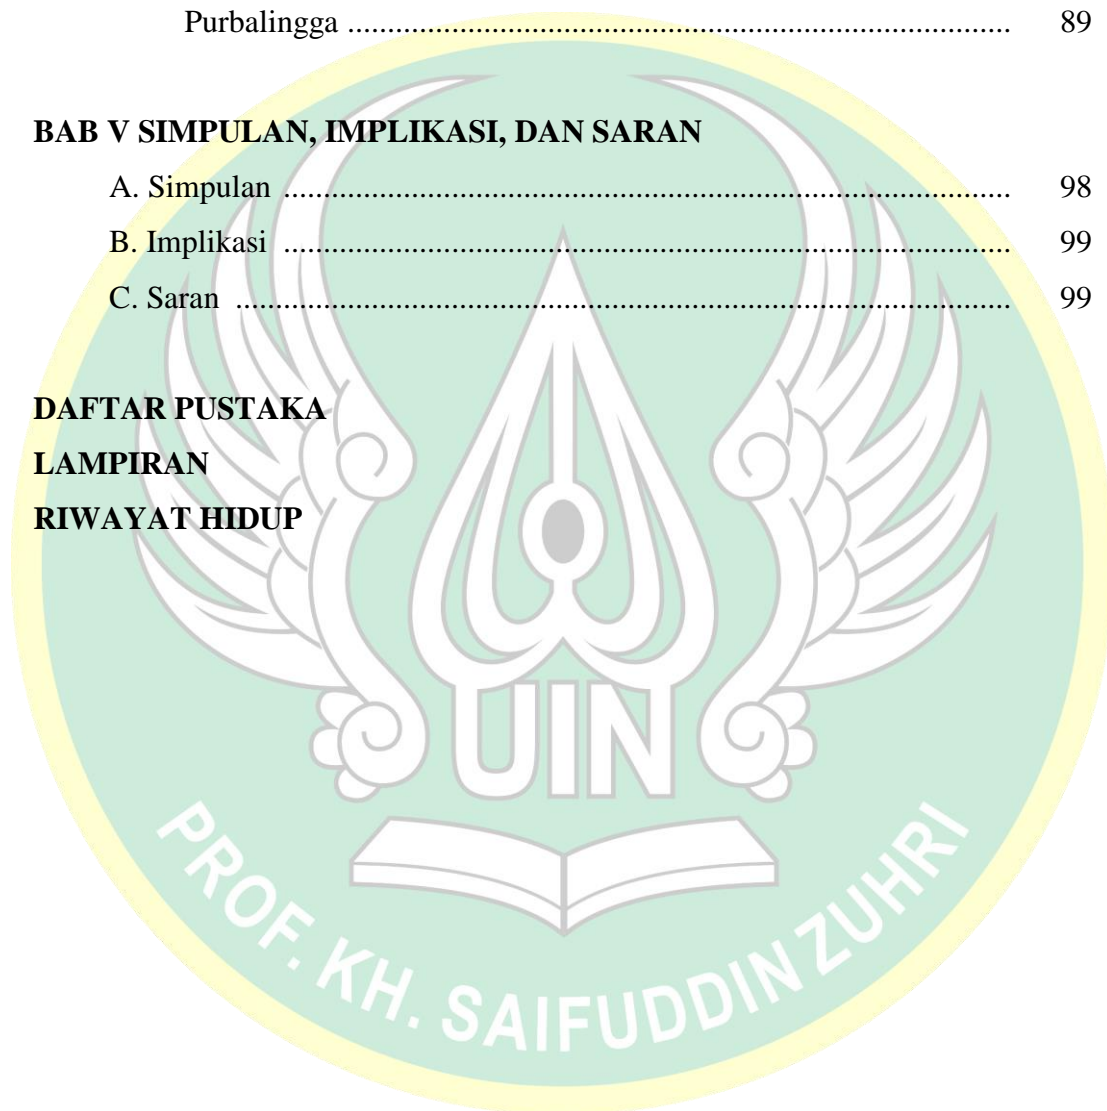 Purbalingga .................................................................................... 89
BAB V SIMPULAN, IMPLIKASI, DAN SARAN
A. Simpulan ............................................................................................ 98
B. Implikasi ............................................................................................ 99
C. Saran .................................................................................................. 99
DAFTAR PUSTAKA
LAMPIRAN
RIWAYAT HIDUP
UIN
PROF. KH. SAIFUDDIN ZUHRI